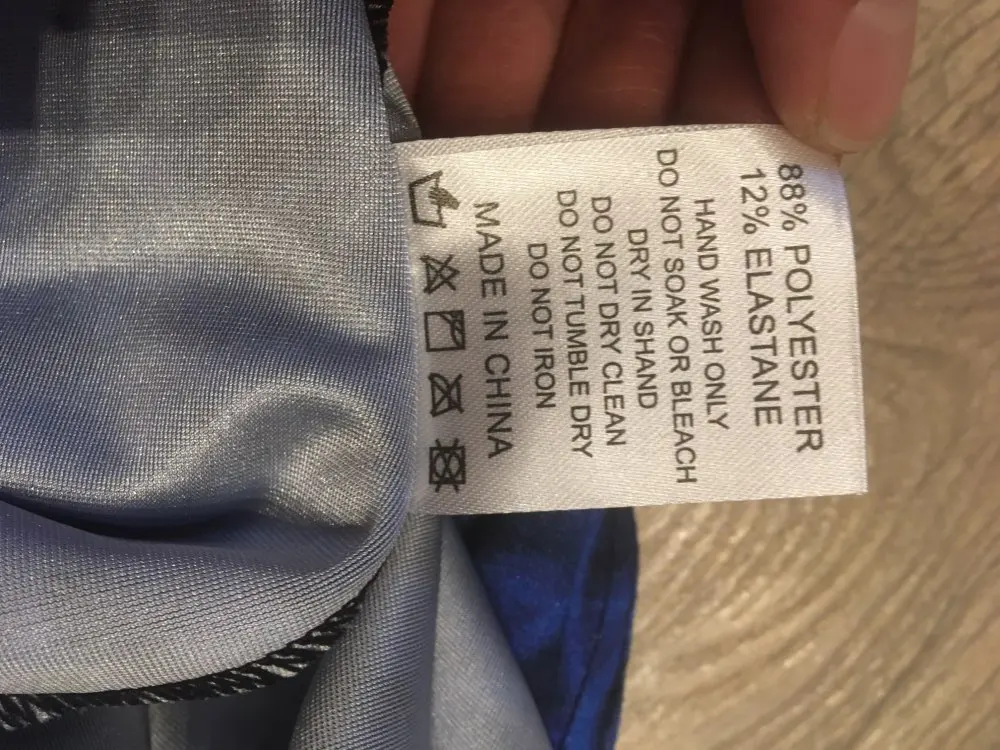 88% POLYESTER
12% ELASTANE
HAND WASH ONLY
DO NOT SOAK OR BLEACH
DRY IN SHAND
DO NOT DRY CLEAN
DO NOT TUMBLE DRY
DO NOT IRON
MADE IN CHINA